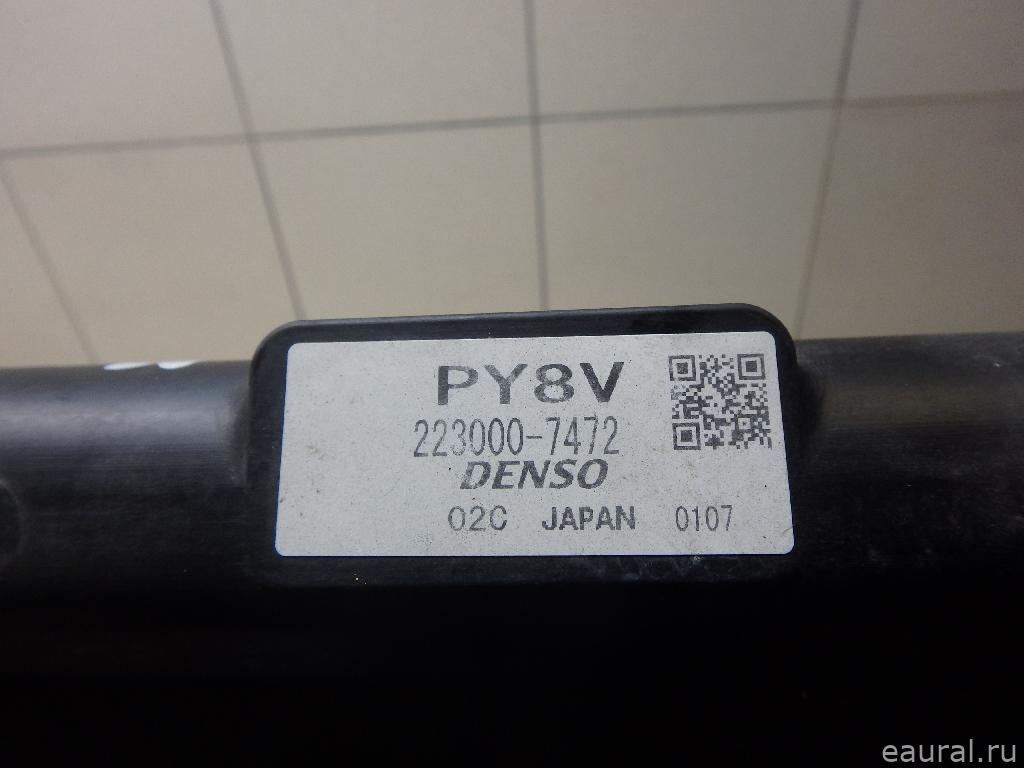 PY8V
223000-7472
DENSO
02C JAPAN 0107
eaural.ru